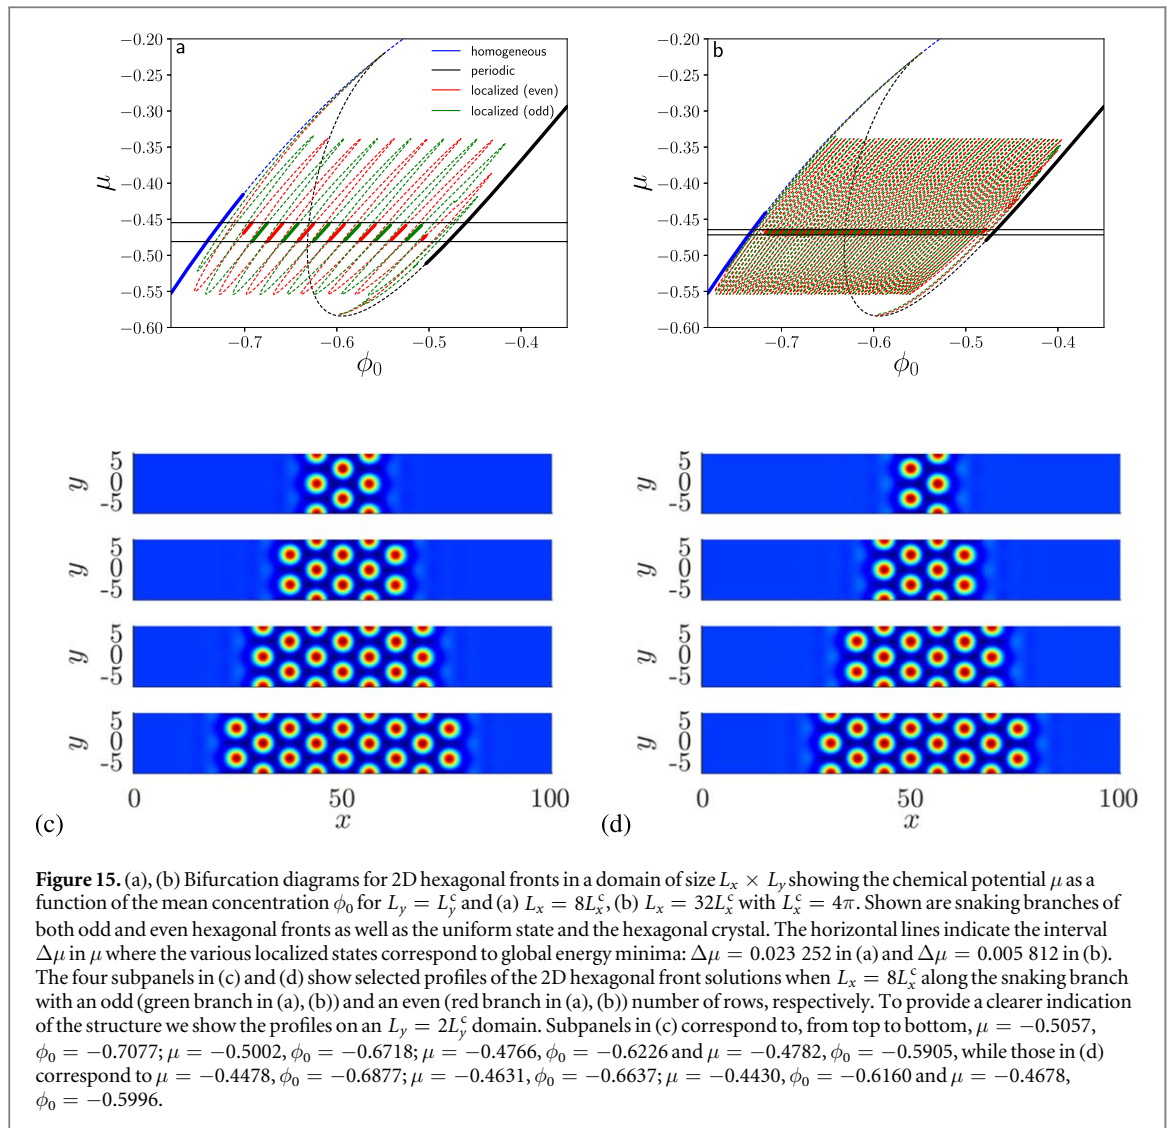 a
−0.20
−0.25
−0.30
−0.35
−0.40
−0.45
−0.50
−0.55
−0.60
μ
homogeneous
periodic
localized (even)
localized (odd)
−0.7 −0.6 −0.5 −0.4
ϕ₀
b
−0.20
−0.25
−0.30
−0.35
−0.40
−0.45
−0.50
−0.55
−0.60
μ
−0.7 −0.6 −0.5 −0.4
ϕ₀
5
0
-5
y
5
0
-5
y
5
0
-5
y
5
0
-5
y
0 50 100
x
(c)
5
0
-5
y
5
0
-5
y
5
0
-5
y
5
0
-5
y
0 50 100
x
(d)
Figure 15. (a), (b) Bifurcation diagrams for 2D hexagonal fronts in a domain of size Lₓ × L_y showing the chemical potential μ as a
function of the mean concentration ϕ₀ for L_y = L_y^c and (a) Lₓ = 8Lₓ^c, (b) Lₓ = 32Lₓ^c with Lₓ^c = 4π. Shown are snaking branches of
both odd and even hexagonal fronts as well as the uniform state and the hexagonal crystal. The horizontal lines indicate the interval
Δμ in μ where the various localized states correspond to global energy minima: Δμ = 0.023 252 in (a) and Δμ = 0.005 812 in (b).
The four subpanels in (c) and (d) show selected profiles of the 2D hexagonal front solutions when Lₓ = 8Lₓ^c along the snaking branch
with an odd (green branch in (a), (b)) and an even (red branch in (a), (b)) number of rows, respectively. To provide a clearer indication
of the structure we show the profiles on an L_y = 2L_y^c domain. Subpanels in (c) correspond to, from top to bottom, μ = −0.5057,
ϕ₀ = −0.7077; μ = −0.5002, ϕ₀ = −0.6718; μ = −0.4766, ϕ₀ = −0.6226 and μ = −0.4782, ϕ₀ = −0.5905, while those in (d)
correspond to μ = −0.4478, ϕ₀ = −0.6877; μ = −0.4631, ϕ₀ = −0.6637; μ = −0.4430, ϕ₀ = −0.6160 and μ = −0.4678,
ϕ₀ = −0.5996.